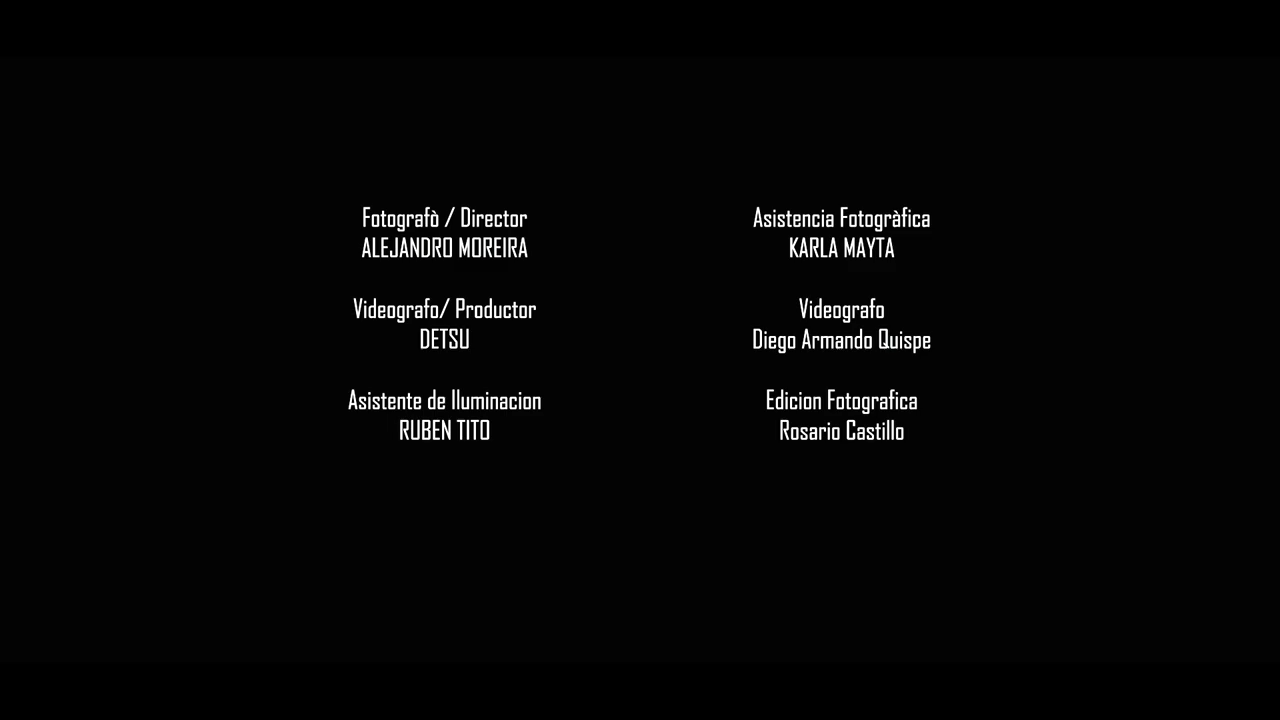 Fotografò / Director
ALEJANDRO MOREIRA
Videografo/ Productor
DETSU
Asistente de Iluminacion
RUBEN TITO
Asistencia Fotogràfica
KARLA MAYTA
Videografo
Diego Armando Quispe
Edicion Fotografica
Rosario Castillo